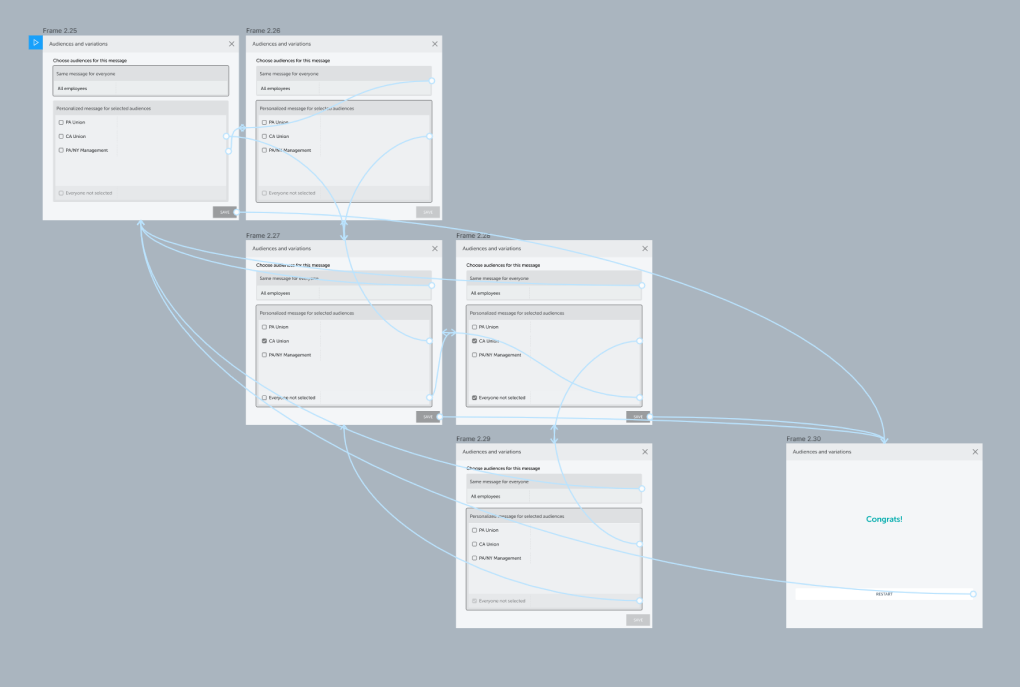 Frame 2.25
Audiences and variations
Choose audiences for this message
Same message for everyone
All employees
Personalized message for selected audiences
PA Union
CA Union
PA/NY Management
Everyone not selected
Frame 2.26
Audiences and variations
Choose audiences for this message
Same message for everyone
All employees
Personalized message for selected audiences
PA Union
CA Union
PA/NY Management
Everyone not selected
Frame 2.27
Audiences and variations
Choose audiences for this message
Same message for everyone
All employees
Personalized message for selected audiences
PA Union
CA Union
PA/NY Management
Everyone not selected
Frame 2.28
Audiences and variations
Choose audiences for this message
Same message for everyone
All employees
Personalized message for selected audiences
PA Union
CA Union
PA/NY Management
Everyone not selected
Frame 2.29
Audiences and variations
Choose audiences for this message
Same message for everyone
All employees
Personalized message for selected audiences
PA Union
CA Union
PA/NY Management
Everyone not selected
Frame 2.30
Audiences and variations
Congrats!
RESTART